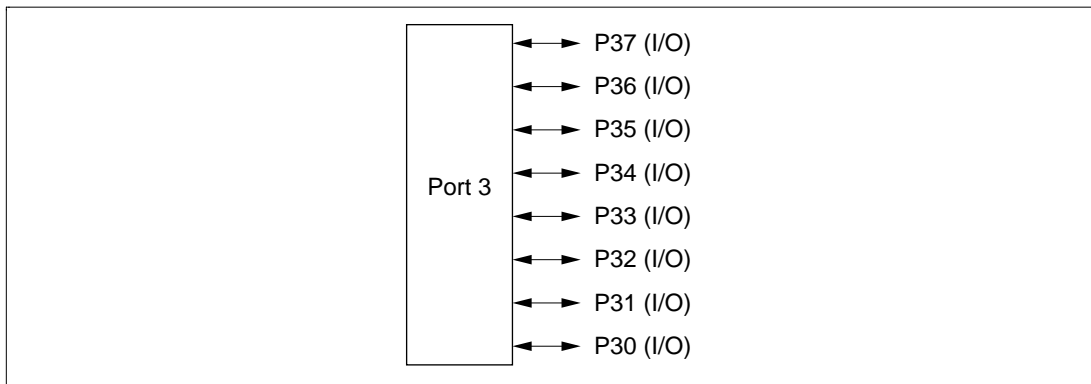 P37 (I/O)
P36 (I/O)
P35 (I/O)
P34 (I/O)
Port 3
P33 (I/O)
P32 (I/O)
P31 (I/O)
P30 (I/O)